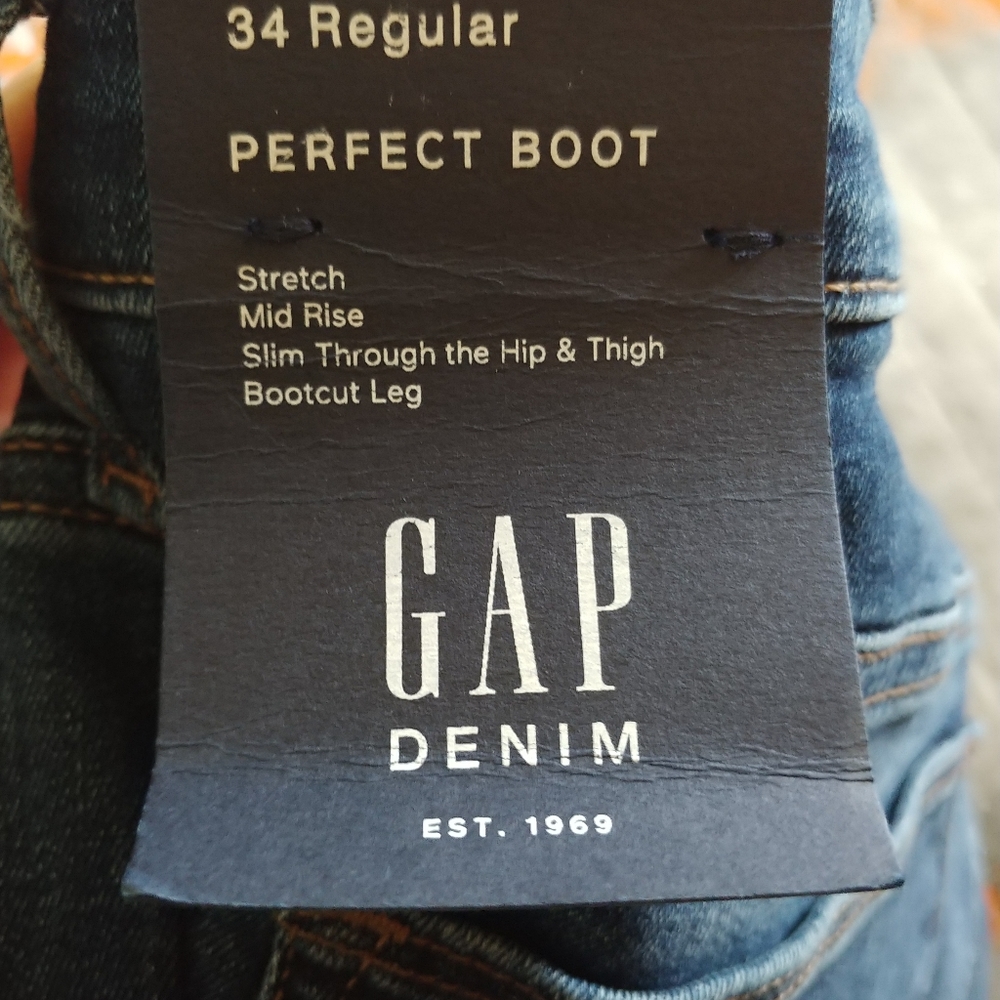 34 Regular
PERFECT BOOT
Stretch
Mid Rise
Slim Through the Hip & Thigh
Bootcut Leg
GAP
DENIM
EST. 1969